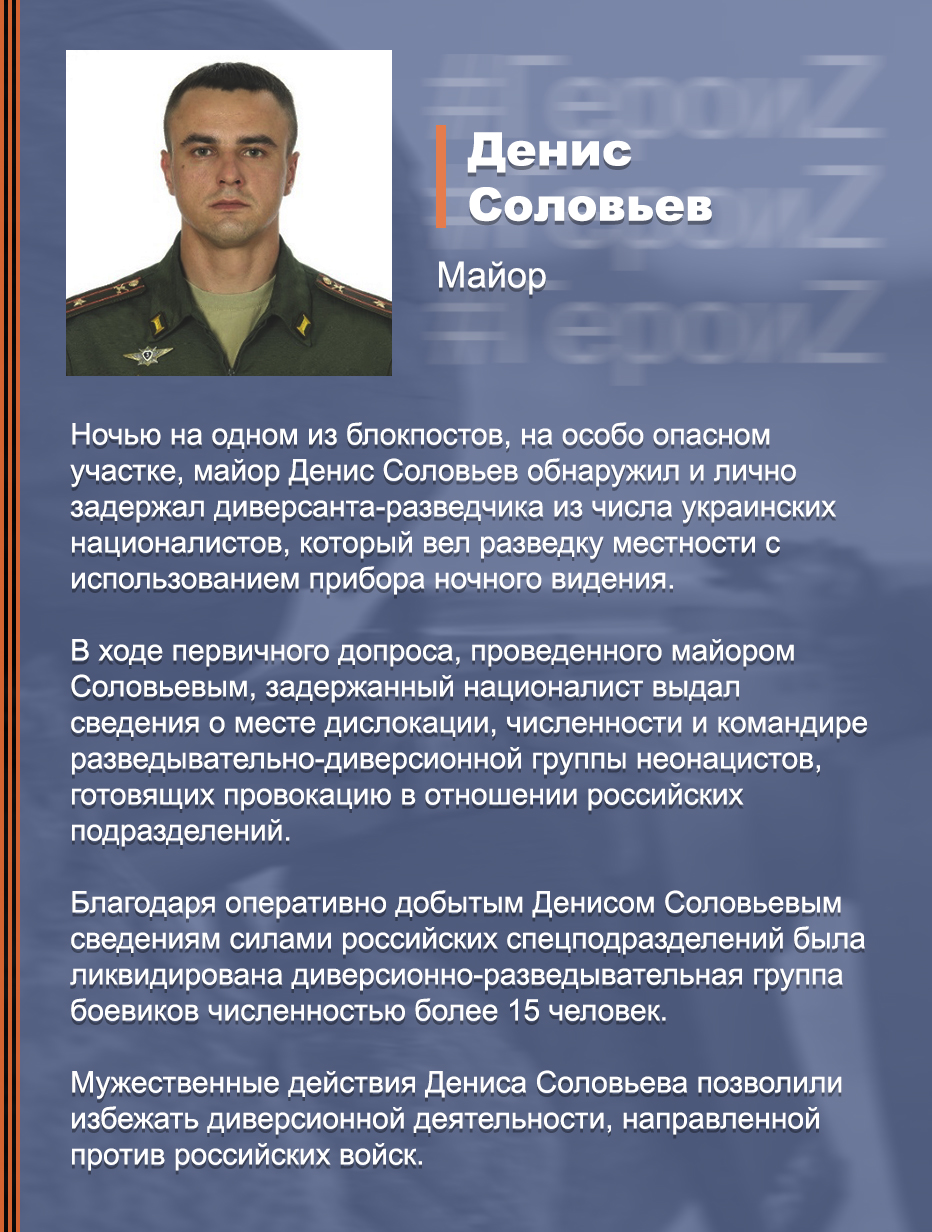 #ГероиZ
Денис
#ГероиZ
Соловьев
Майор
#ГероиZ
Ночью на одном из блокпостов, на особо опасном
участке, майор Денис Соловьев обнаружил и лично
задержал диверсанта-разведчика из числа украинских
националистов, который вел разведку местности с
использованием прибора ночного видения.
В ходе первичного допроса, проведенного майором
Соловьевым, задержанный националист выдал
сведения о месте дислокации, численности и командире
разведывательно-диверсионной группы неонацистов,
готовящих провокацию в отношении российских
подразделений.
Благодаря оперативно добытым Денисом Соловьевым
сведениям силами российских спецподразделений была
ликвидирована диверсионно-разведывательная группа
боевиков численностью более 15 человек.
Мужественные действия Дениса Соловьева позволили
избежать диверсионной деятельности, направленной
против российских войск.